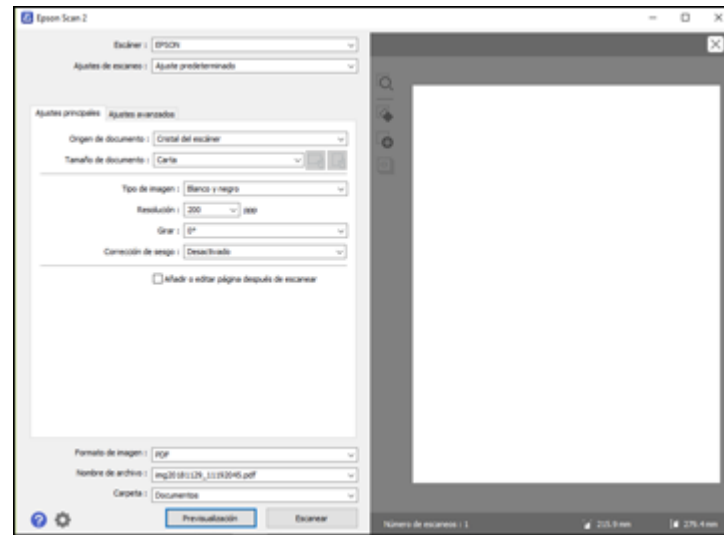 Epson Scan 2
Escáner : EPSON
Ajustes de escaneo : Ajuste predeterminado
Ajustes principales Ajustes avanzados
Origen de documento : Cristal del escáner
Tamaño de documento : Carta
Tipo de imagen : Blanco y negro
Resolución : 200 ppp
Girar : 0°
Corrección de sesgo : Desactivado
Añadir o editar página después de escanear
Formato de imagen : PDF
Nombre de archivo : img20181129_11192045.pdf
Carpeta : Documentos
Previsualización Escanear
Número de escaneos : 1 215.9 mm 279.4 mm